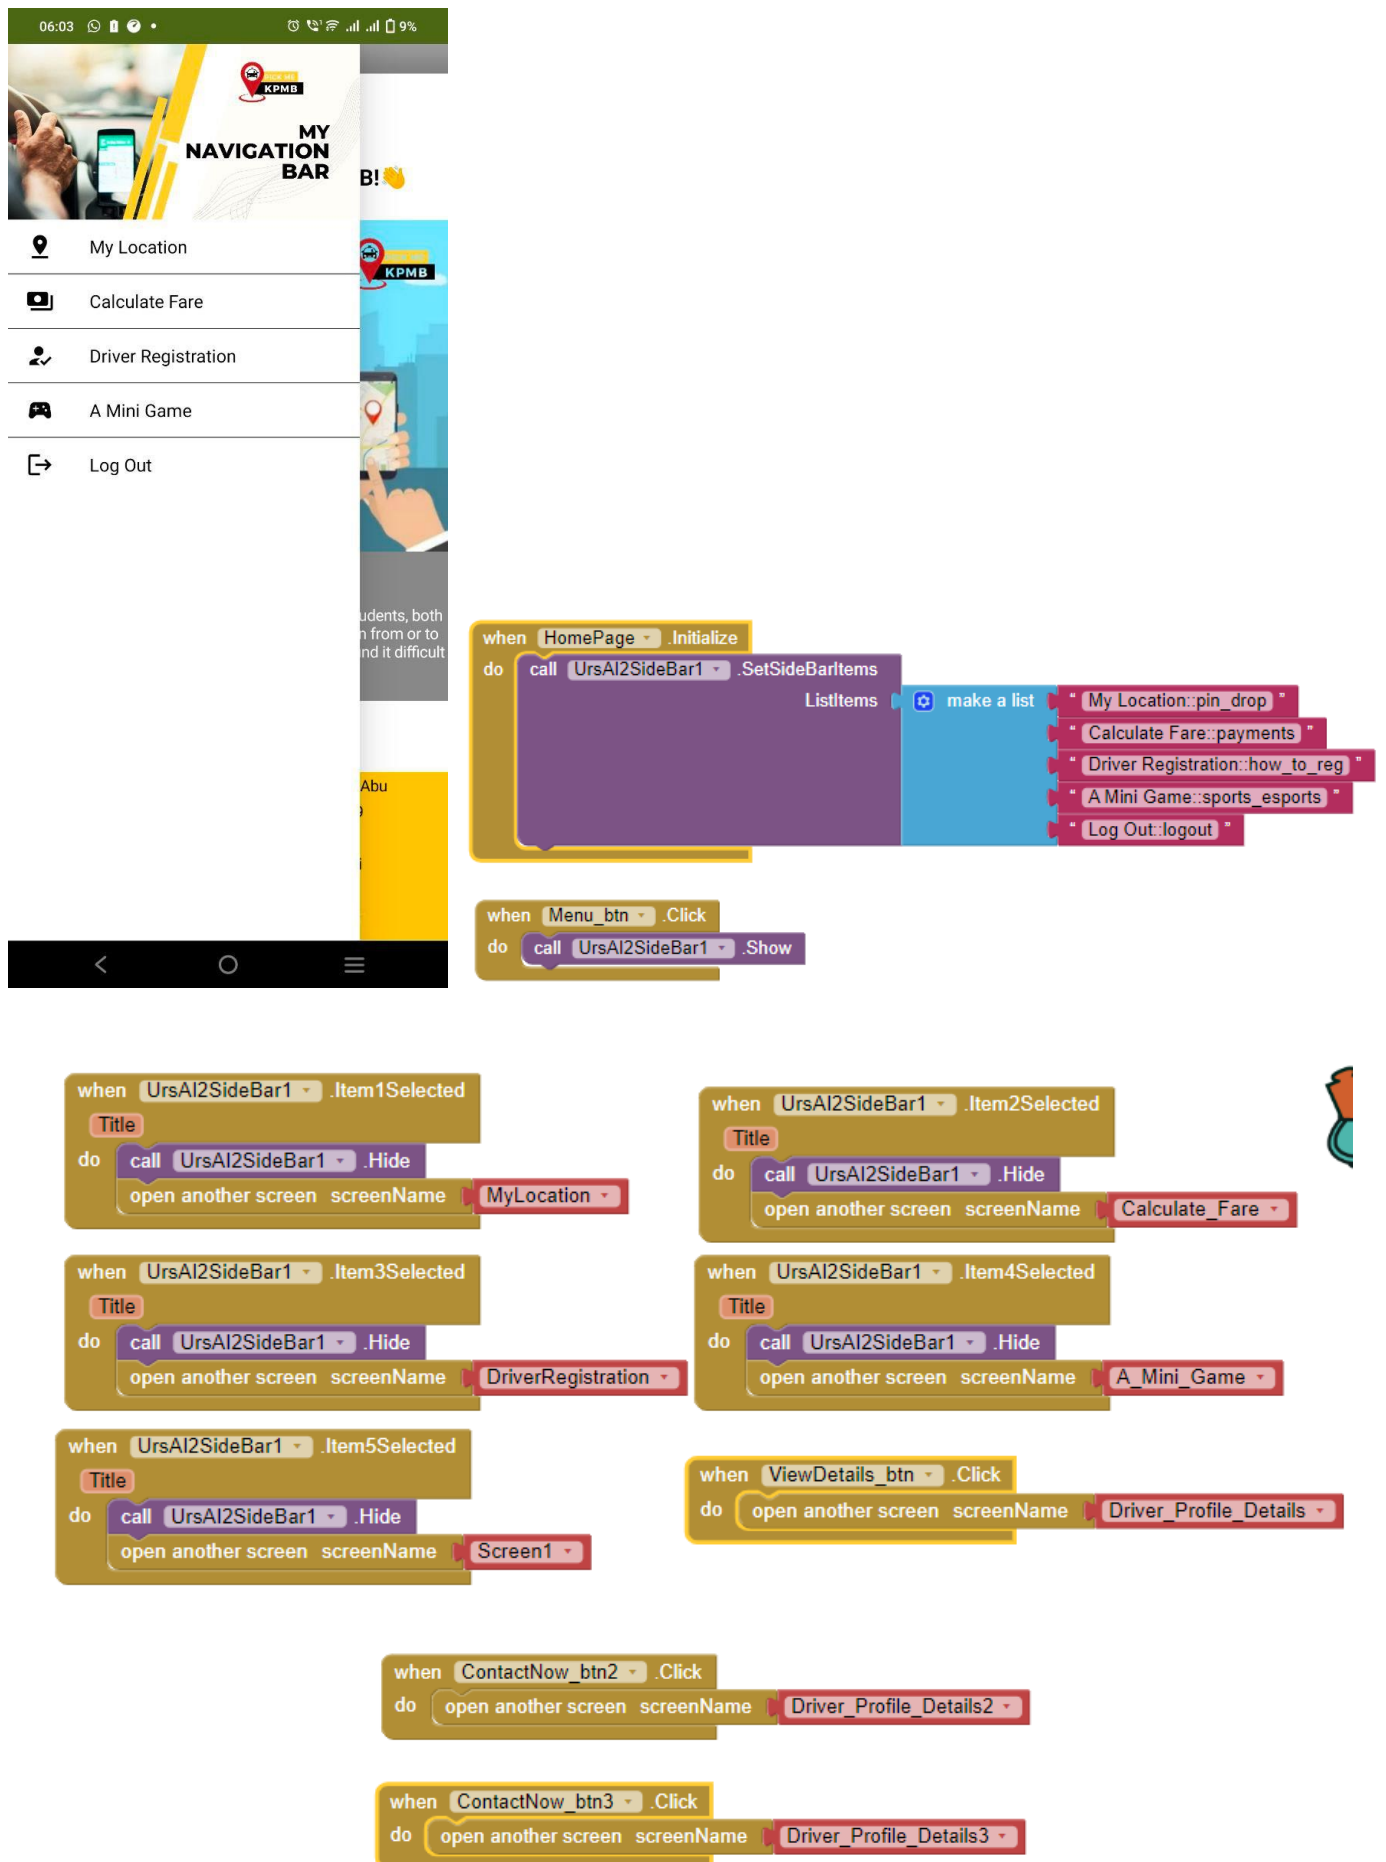 06:03
9%
PICK ME
KPMB
MY
NAVIGATION
BAR
B!👋
My Location
Calculate Fare
Driver Registration
A Mini Game
Log Out
KPMB
udents, both
n from or to
nd it difficult
Abu
when HomePage .Initialize
do call UrsAI2SideBar1 .SetSideBarItems
ListItems make a list " My Location::pin_drop "
" Calculate Fare::payments "
" Driver Registration::how_to_reg "
" A Mini Game::sports_esports "
" Log Out::logout "
when Menu_btn .Click
do call UrsAI2SideBar1 .Show
when UrsAI2SideBar1 .Item1Selected
Title
do call UrsAI2SideBar1 .Hide
open another screen screenName MyLocation
when UrsAI2SideBar1 .Item2Selected
Title
do call UrsAI2SideBar1 .Hide
open another screen screenName Calculate_Fare
when UrsAI2SideBar1 .Item3Selected
Title
do call UrsAI2SideBar1 .Hide
open another screen screenName DriverRegistration
when UrsAI2SideBar1 .Item4Selected
Title
do call UrsAI2SideBar1 .Hide
open another screen screenName A_Mini_Game
when UrsAI2SideBar1 .Item5Selected
Title
do call UrsAI2SideBar1 .Hide
open another screen screenName Screen1
when ViewDetails_btn .Click
do open another screen screenName Driver_Profile_Details
when ContactNow_btn2 .Click
do open another screen screenName Driver_Profile_Details2
when ContactNow_btn3 .Click
do open another screen screenName Driver_Profile_Details3